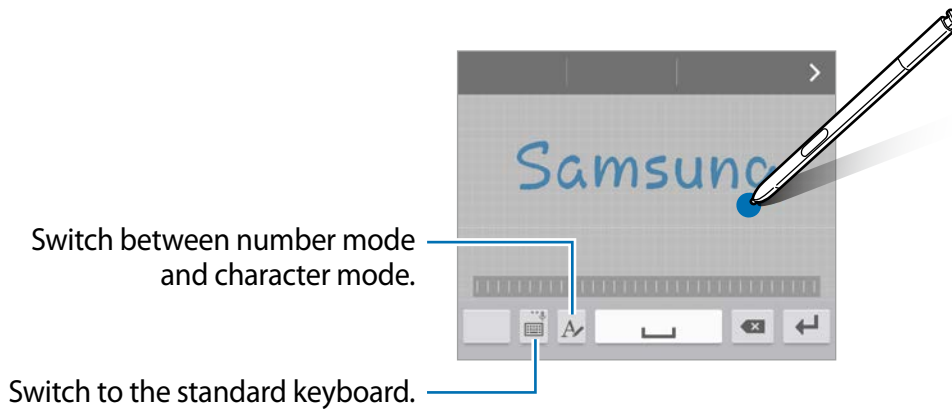 Samsung
Switch between number mode
and character mode.
Switch to the standard keyboard.